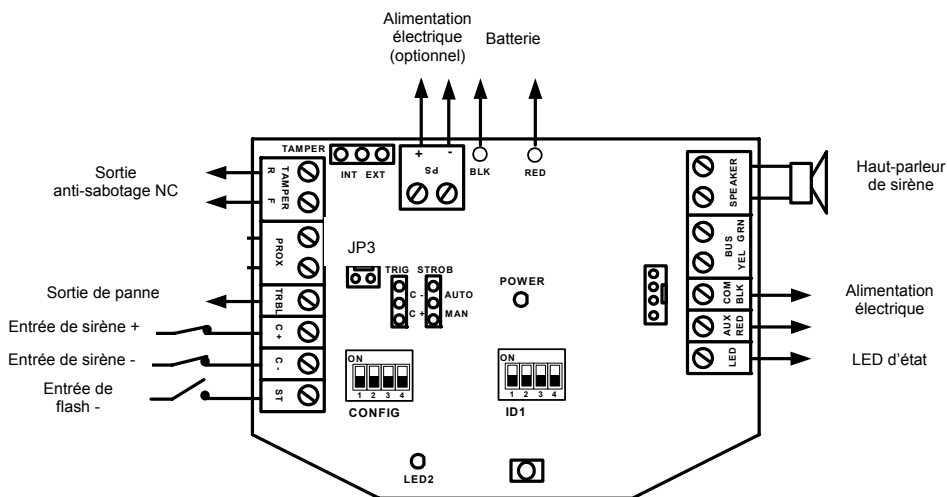 Alimentation
électrique
(optionnel)
Batterie
+ -
PS
BLK
RED
TAMPER
INT EXT
Sortie
anti-sabotage NC
TAMPER
R
F
PROX
Sortie de panne
TRBL
Entrée de sirène +
C +
Entrée de sirène -
C -
Entrée de
flash -
ST
JP3
TRIG STROB
C - AUTO
C + MAN
POWER
ON
1 2 3 4
CONFIG
ON
1 2 3 4
ID1
LED2
SPEAKER
Haut-parleur
de sirène
BUS
YEL GRN
COM
BLK
Alimentation
électrique
AUX
RED
LED
LED d’état